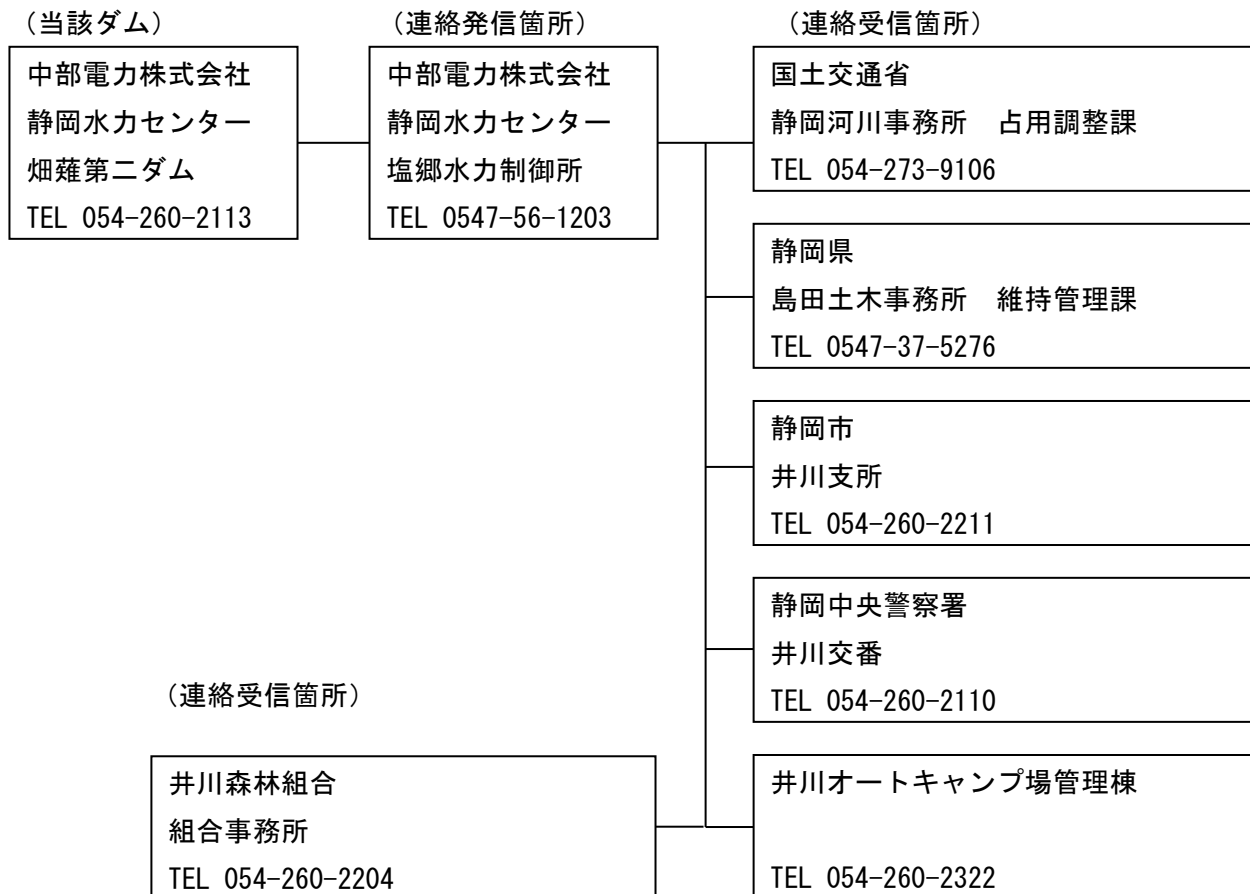 （当該ダム）
中部電力株式会社
静岡水力センター
畑薙第二ダム
TEL 054-260-2113
（連絡発信箇所）
中部電力株式会社
静岡水力センター
塩郷水力制御所
TEL 0547-56-1203
（連絡受信箇所）
国土交通省
静岡河川事務所　占用調整課
TEL 054-273-9106
静岡県
島田土木事務所　維持管理課
TEL 0547-37-5276
静岡市
井川支所
TEL 054-260-2211
静岡中央警察署
井川交番
TEL 054-260-2110
井川オートキャンプ場管理棟
TEL 054-260-2322
（連絡受信箇所）
井川森林組合
組合事務所
TEL 054-260-2204